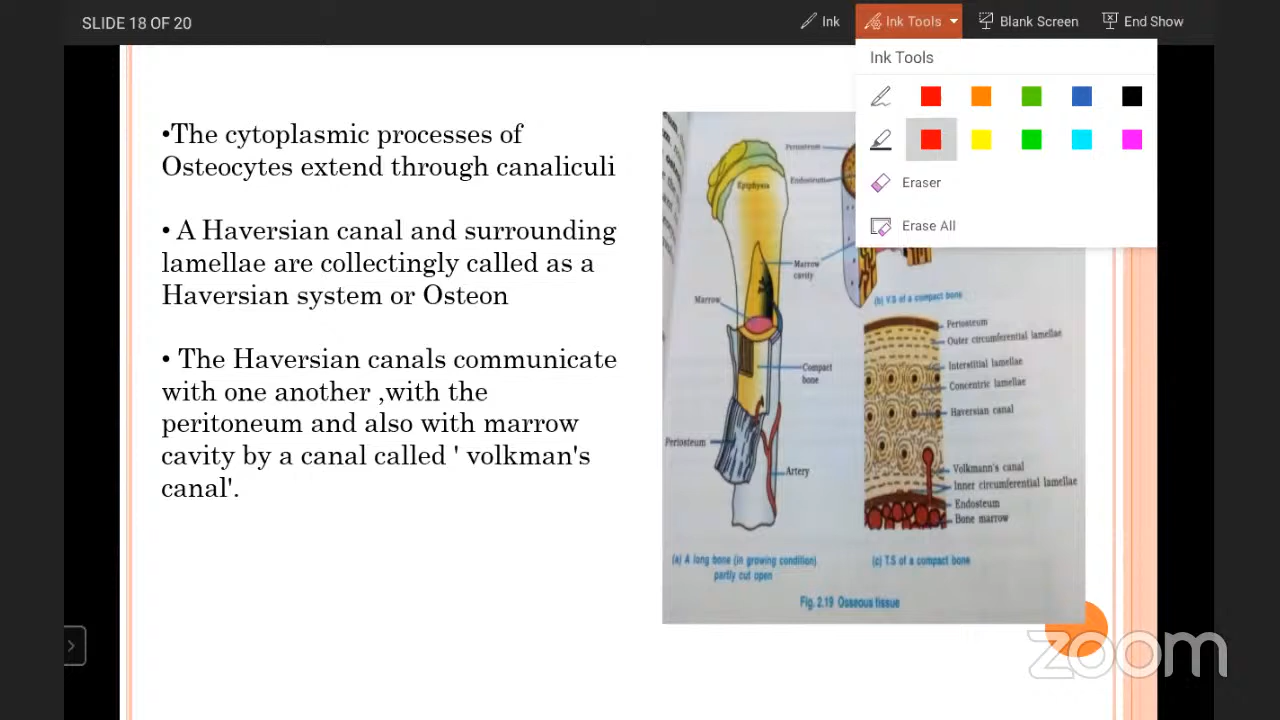 SLIDE 18 OF 20
Ink
Ink Tools
Blank Screen
End Show
Ink Tools
Eraser
Erase All
•The cytoplasmic processes of
Osteocytes extend through canaliculi
• A Haversian canal and surrounding
lamellae are collectingly called as a
Haversian system or Osteon
• The Haversian canals communicate
with one another ,with the
peritoneum and also with marrow
cavity by a canal called ' volkman's
canal'.
Periosteum
Endosteum
Epiphysis
Marrow
cavity
Marrow
Compact
bone
Periosteum
Artery
(a) A long bone (in growing condition)
partly cut open
(b) V.S of a compact bone
Periosteum
Outer circumferential lamellae
Interstitial lamellae
Concentric lamellae
Haversian canal
Volkmann's canal
Inner circumferential lamellae
Endosteum
Bone marrow
(c) T.S of a compact bone
Fig. 2.19 Osseous tissue
zoom